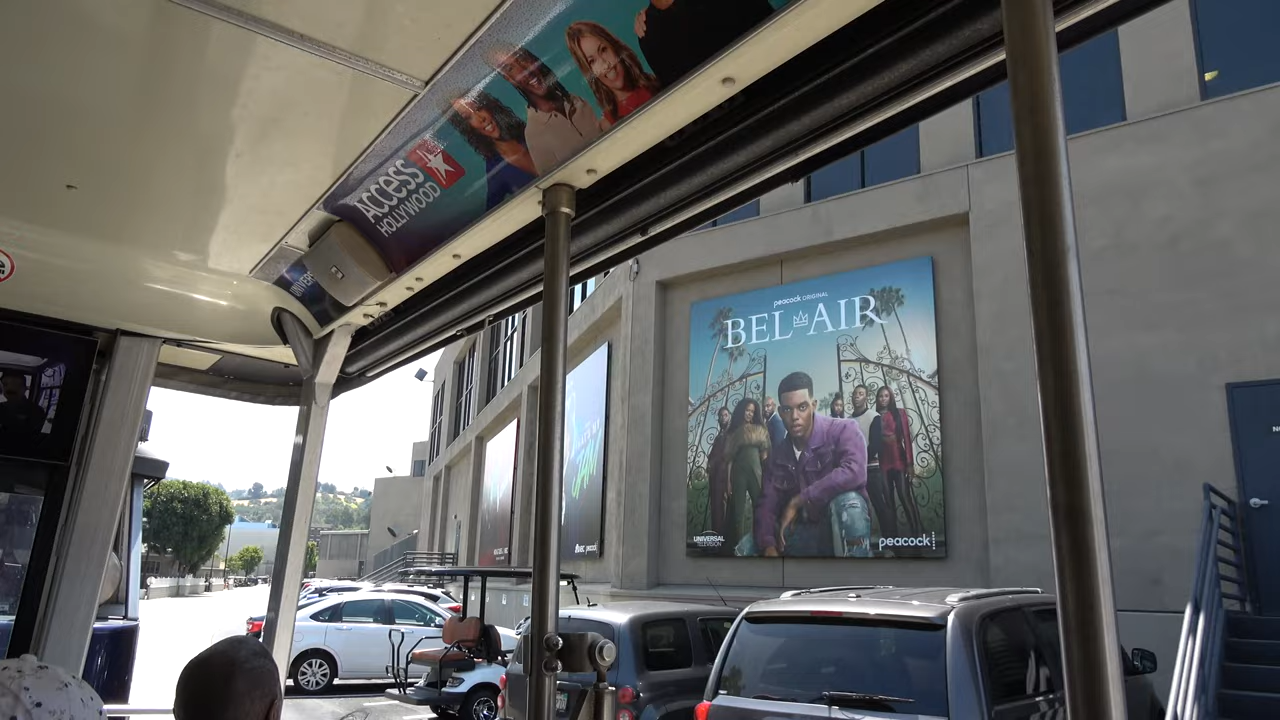 ACCESS
HOLLYWOOD
peacock ORIGINAL
BEL AIR
UNIVERSAL
TELEVISION
peacock